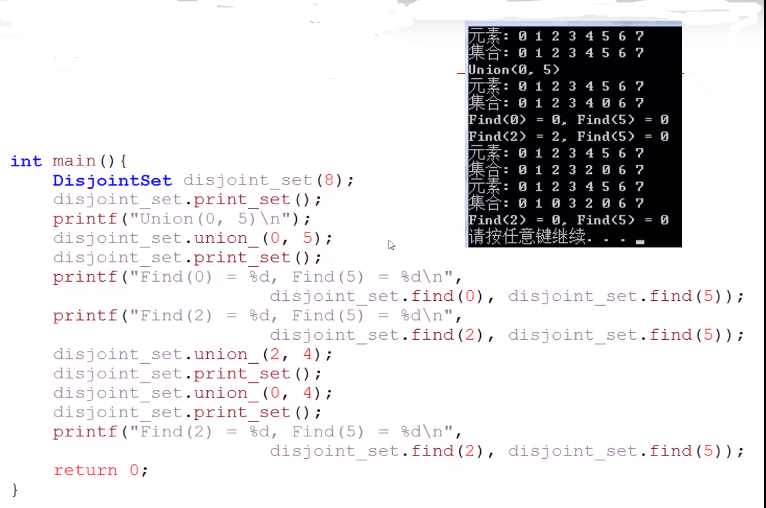 元素: 0 1 2 3 4 5 6 7
集合: 0 1 2 3 4 5 6 7
Union(0, 5)
元素: 0 1 2 3 4 5 6 7
集合: 0 1 2 3 4 0 6 7
Find(0) = 0, Find(5) = 0
Find(2) = 2, Find(5) = 0
元素: 0 1 2 3 4 5 6 7
集合: 0 1 2 3 2 0 6 7
元素: 0 1 2 3 4 5 6 7
集合: 0 1 0 3 2 0 6 7
Find(2) = 0, Find(5) = 0
请按任意键继续. . .
int main(){
DisjointSet disjoint_set(8);
disjoint_set.print_set();
printf("Union(0, 5)\n");
disjoint_set.union_(0, 5);
disjoint_set.print_set();
printf("Find(0) = %d, Find(5) = %d\n",
disjoint_set.find(0), disjoint_set.find(5));
printf("Find(2) = %d, Find(5) = %d\n",
disjoint_set.find(2), disjoint_set.find(5));
disjoint_set.union_(2, 4);
disjoint_set.print_set();
disjoint_set.union_(0, 4);
disjoint_set.print_set();
printf("Find(2) = %d, Find(5) = %d\n",
disjoint_set.find(2), disjoint_set.find(5));
return 0;
}